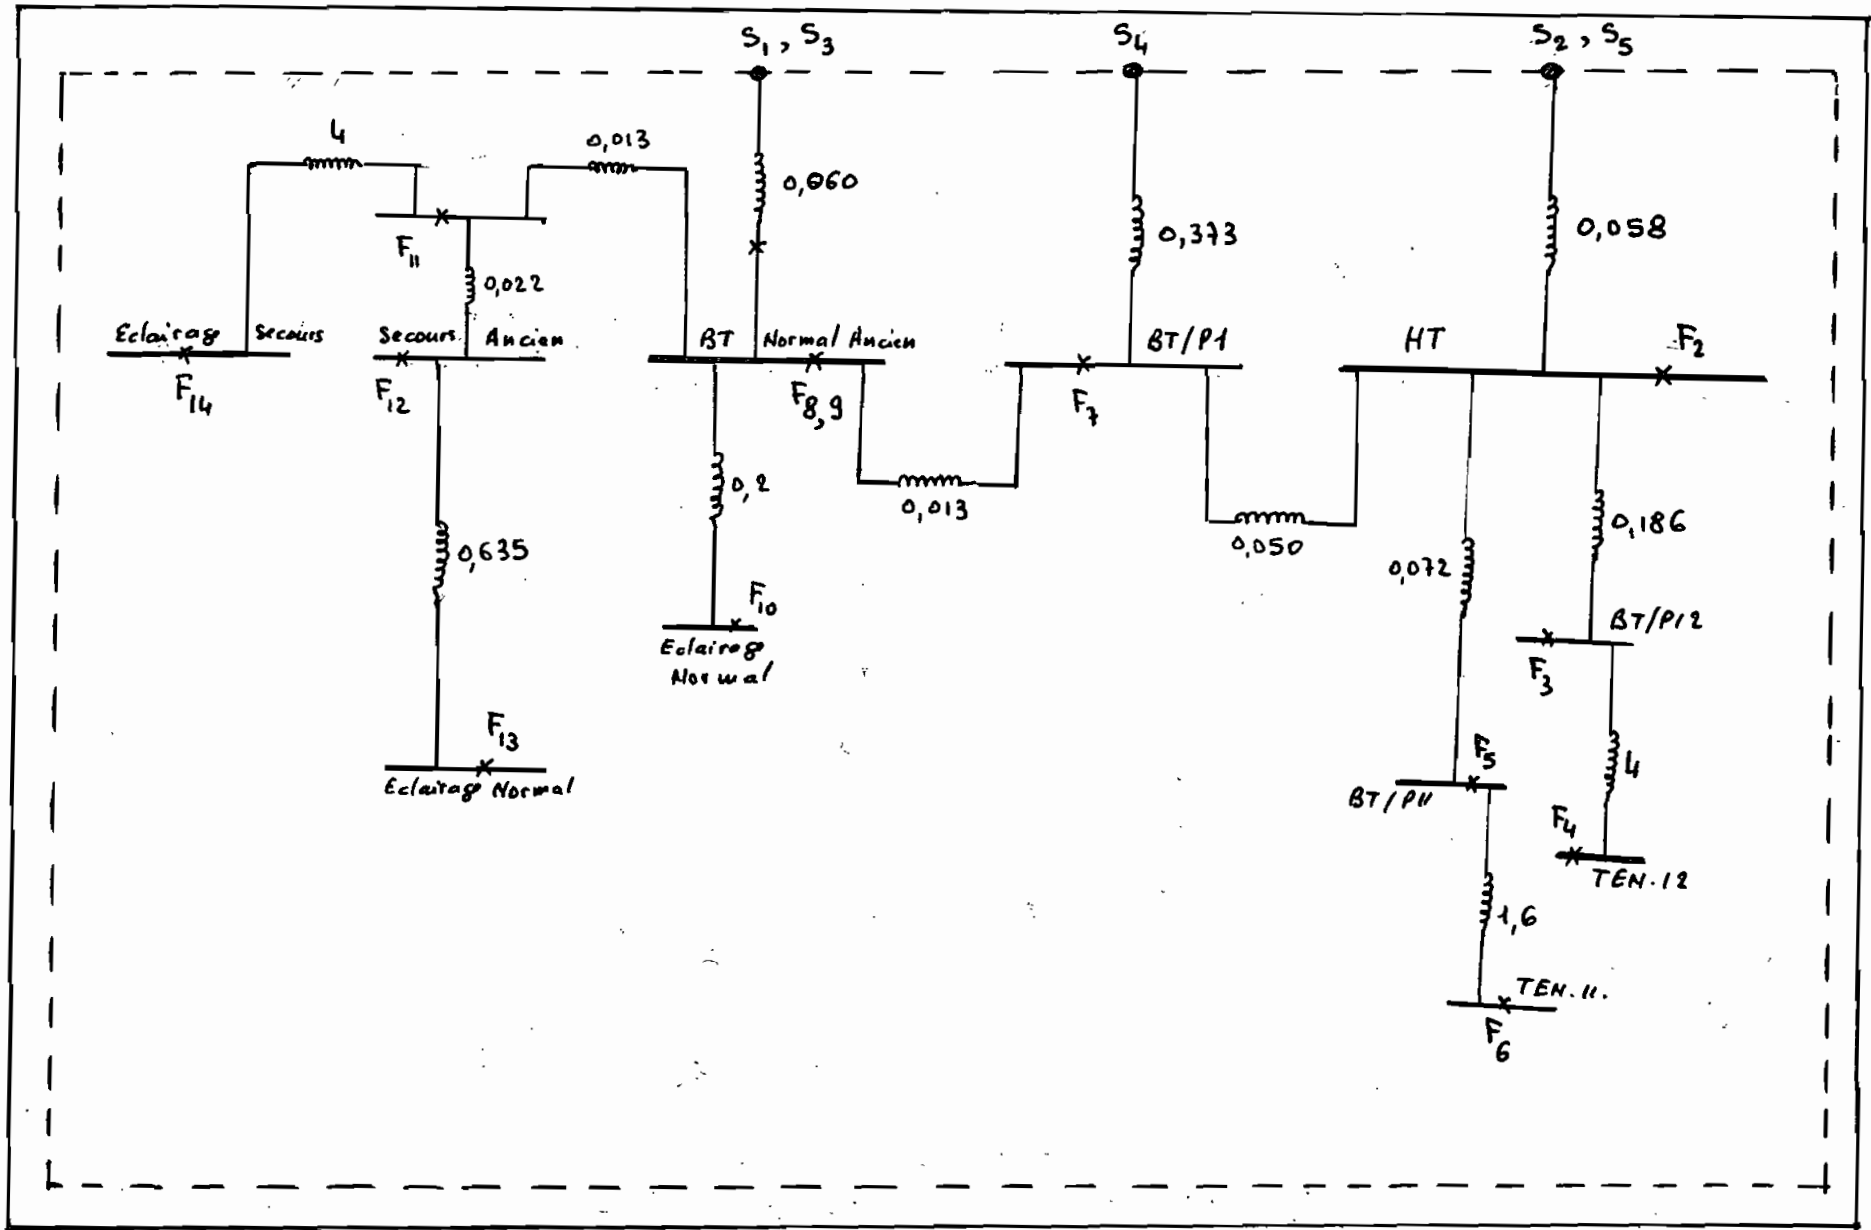 S1, S3
S4
S2, S5
4
0,013
0,060
0,373
0,058
F11
0,022
Eclairage Secours
Secours Ancien
BT Normal Ancien
BT/P1
HT
F2
F14
F12
F8,9
F7
0,2
0,013
0,050
0,186
0,635
0,072
F10
BT/P12
Eclairage
Normal
F3
F13
F5
4
Eclairage Normal
BT/P11
F4
TEN.12
1,6
TEN.11.
F6